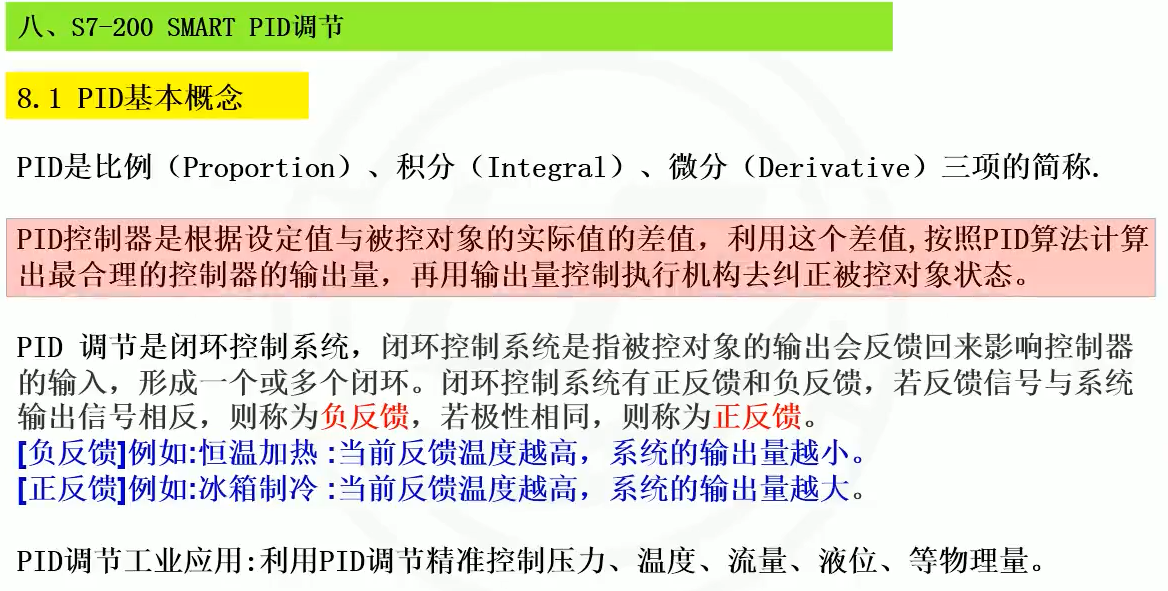 八、S7-200 SMART PID调节
8.1 PID基本概念
PID是比例（Proportion）、积分（Integral）、微分（Derivative）三项的简称.
PID控制器是根据设定值与被控对象的实际值的差值，利用这个差值,按照PID算法计算
出最合理的控制器的输出量，再用输出量控制执行机构去纠正被控对象状态。
PID 调节是闭环控制系统，闭环控制系统是指被控对象的输出会反馈回来影响控制器
的输入，形成一个或多个闭环。闭环控制系统有正反馈和负反馈，若反馈信号与系统
输出信号相反，则称为负反馈，若极性相同，则称为正反馈。
[负反馈]例如:恒温加热 :当前反馈温度越高，系统的输出量越小。
[正反馈]例如:冰箱制冷 :当前反馈温度越高，系统的输出量越大。
PID调节工业应用:利用PID调节精准控制压力、温度、流量、液位、等物理量。